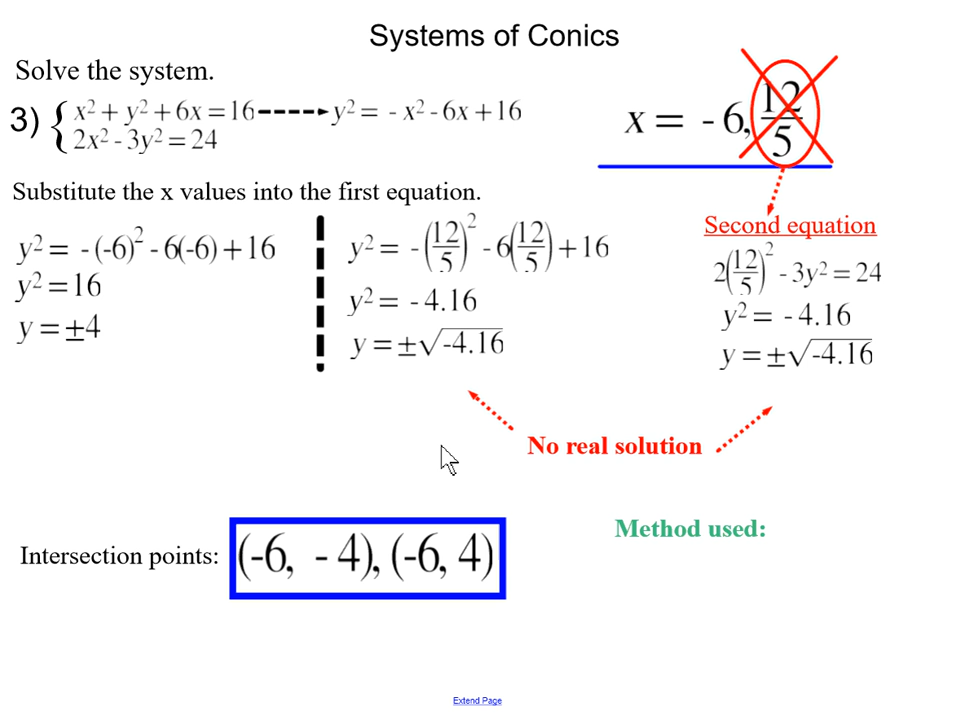 Systems of Conics
Solve the system.
3) { x² + y² + 6x = 16 ----> y² = - x² - 6x + 16
2x² - 3y² = 24
x = - 6, 12/5
Substitute the x values into the first equation.
y² = - (-6)² - 6(-6) + 16
y² = 16
y = ±4
y² = - (12/5)² - 6(12/5) + 16
y² = - 4.16
y = ±√-4.16
Second equation
2(12/5)² - 3y² = 24
y² = - 4.16
y = ±√-4.16
No real solution
Method used:
Intersection points: (-6, - 4), (-6, 4)
Extend Page